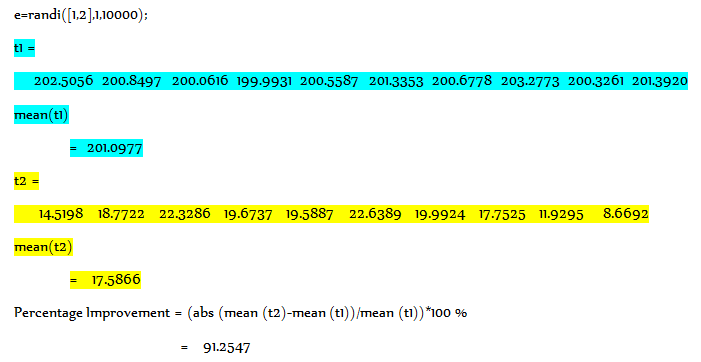 e=randi([1,2],1,10000);
t1 =
202.5056 200.8497 200.0616 199.9931 200.5587 201.3353 200.6778 203.2773 200.3261 201.3920
mean(t1)
= 201.0977
t2 =
14.5198 18.7722 22.3286 19.6737 19.5887 22.6389 19.9924 17.7525 11.9295 8.6692
mean(t2)
= 17.5866
Percentage Improvement = (abs (mean (t2)-mean (t1))/mean (t1))*100 %
= 91.2547